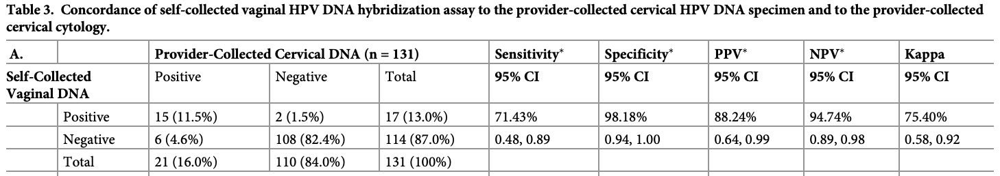 Table 3. Concordance of self-collected vaginal HPV DNA hybridization assay to the provider-collected cervical HPV DNA specimen and to the provider-collected
cervical cytology.
A. Provider-Collected Cervical DNA (n = 131) Sensitivity* Specificity* PPV* NPV* Kappa
Self-Collected Positive Negative Total 95% CI 95% CI 95% CI 95% CI 95% CI
Vaginal DNA
Positive 15 (11.5%) 2 (1.5%) 17 (13.0%) 71.43% 98.18% 88.24% 94.74% 75.40%
Negative 6 (4.6%) 108 (82.4%) 114 (87.0%) 0.48, 0.89 0.94, 1.00 0.64, 0.99 0.89, 0.98 0.58, 0.92
Total 21 (16.0%) 110 (84.0%) 131 (100%)